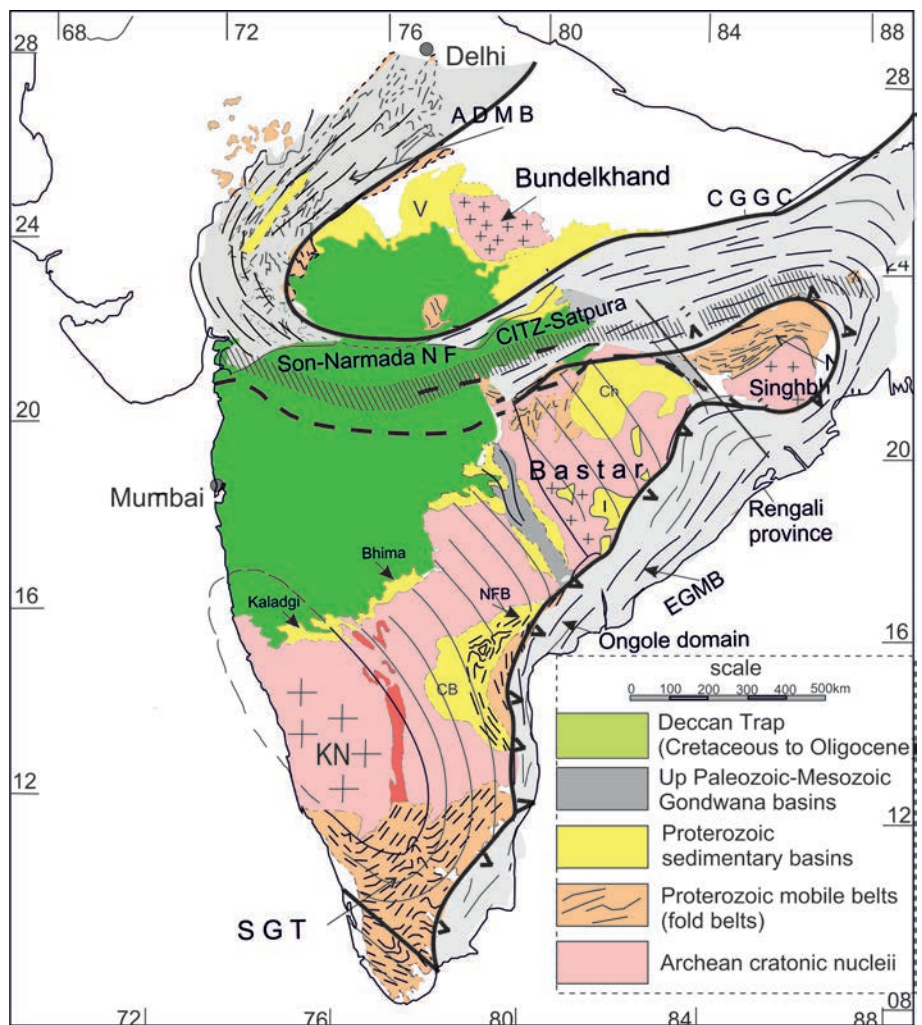 68
72
76
80
84
88
28
28
Delhi
A D M B
Bundelkhand
V
C G G C
24
24
CITZ-Satpura
Son-Narmada N F
N
Singhbh
Ch
20
20
Bastar
Mumbai
I
Rengali
province
Bhima
16
Kaladgi
NFB
EGMB
16
Ongole domain
CB
KN
12
12
S G T
scale
0 100 200 300 400 500km
Deccan Trap
(Cretaceous to Oligocene
Up Paleozoic-Mesozoic
Gondwana basins
Proterozoic
sedimentary basins
Proterozoic mobile belts
(fold belts)
Archean cratonic nucleii
08
72
76
80
84
88